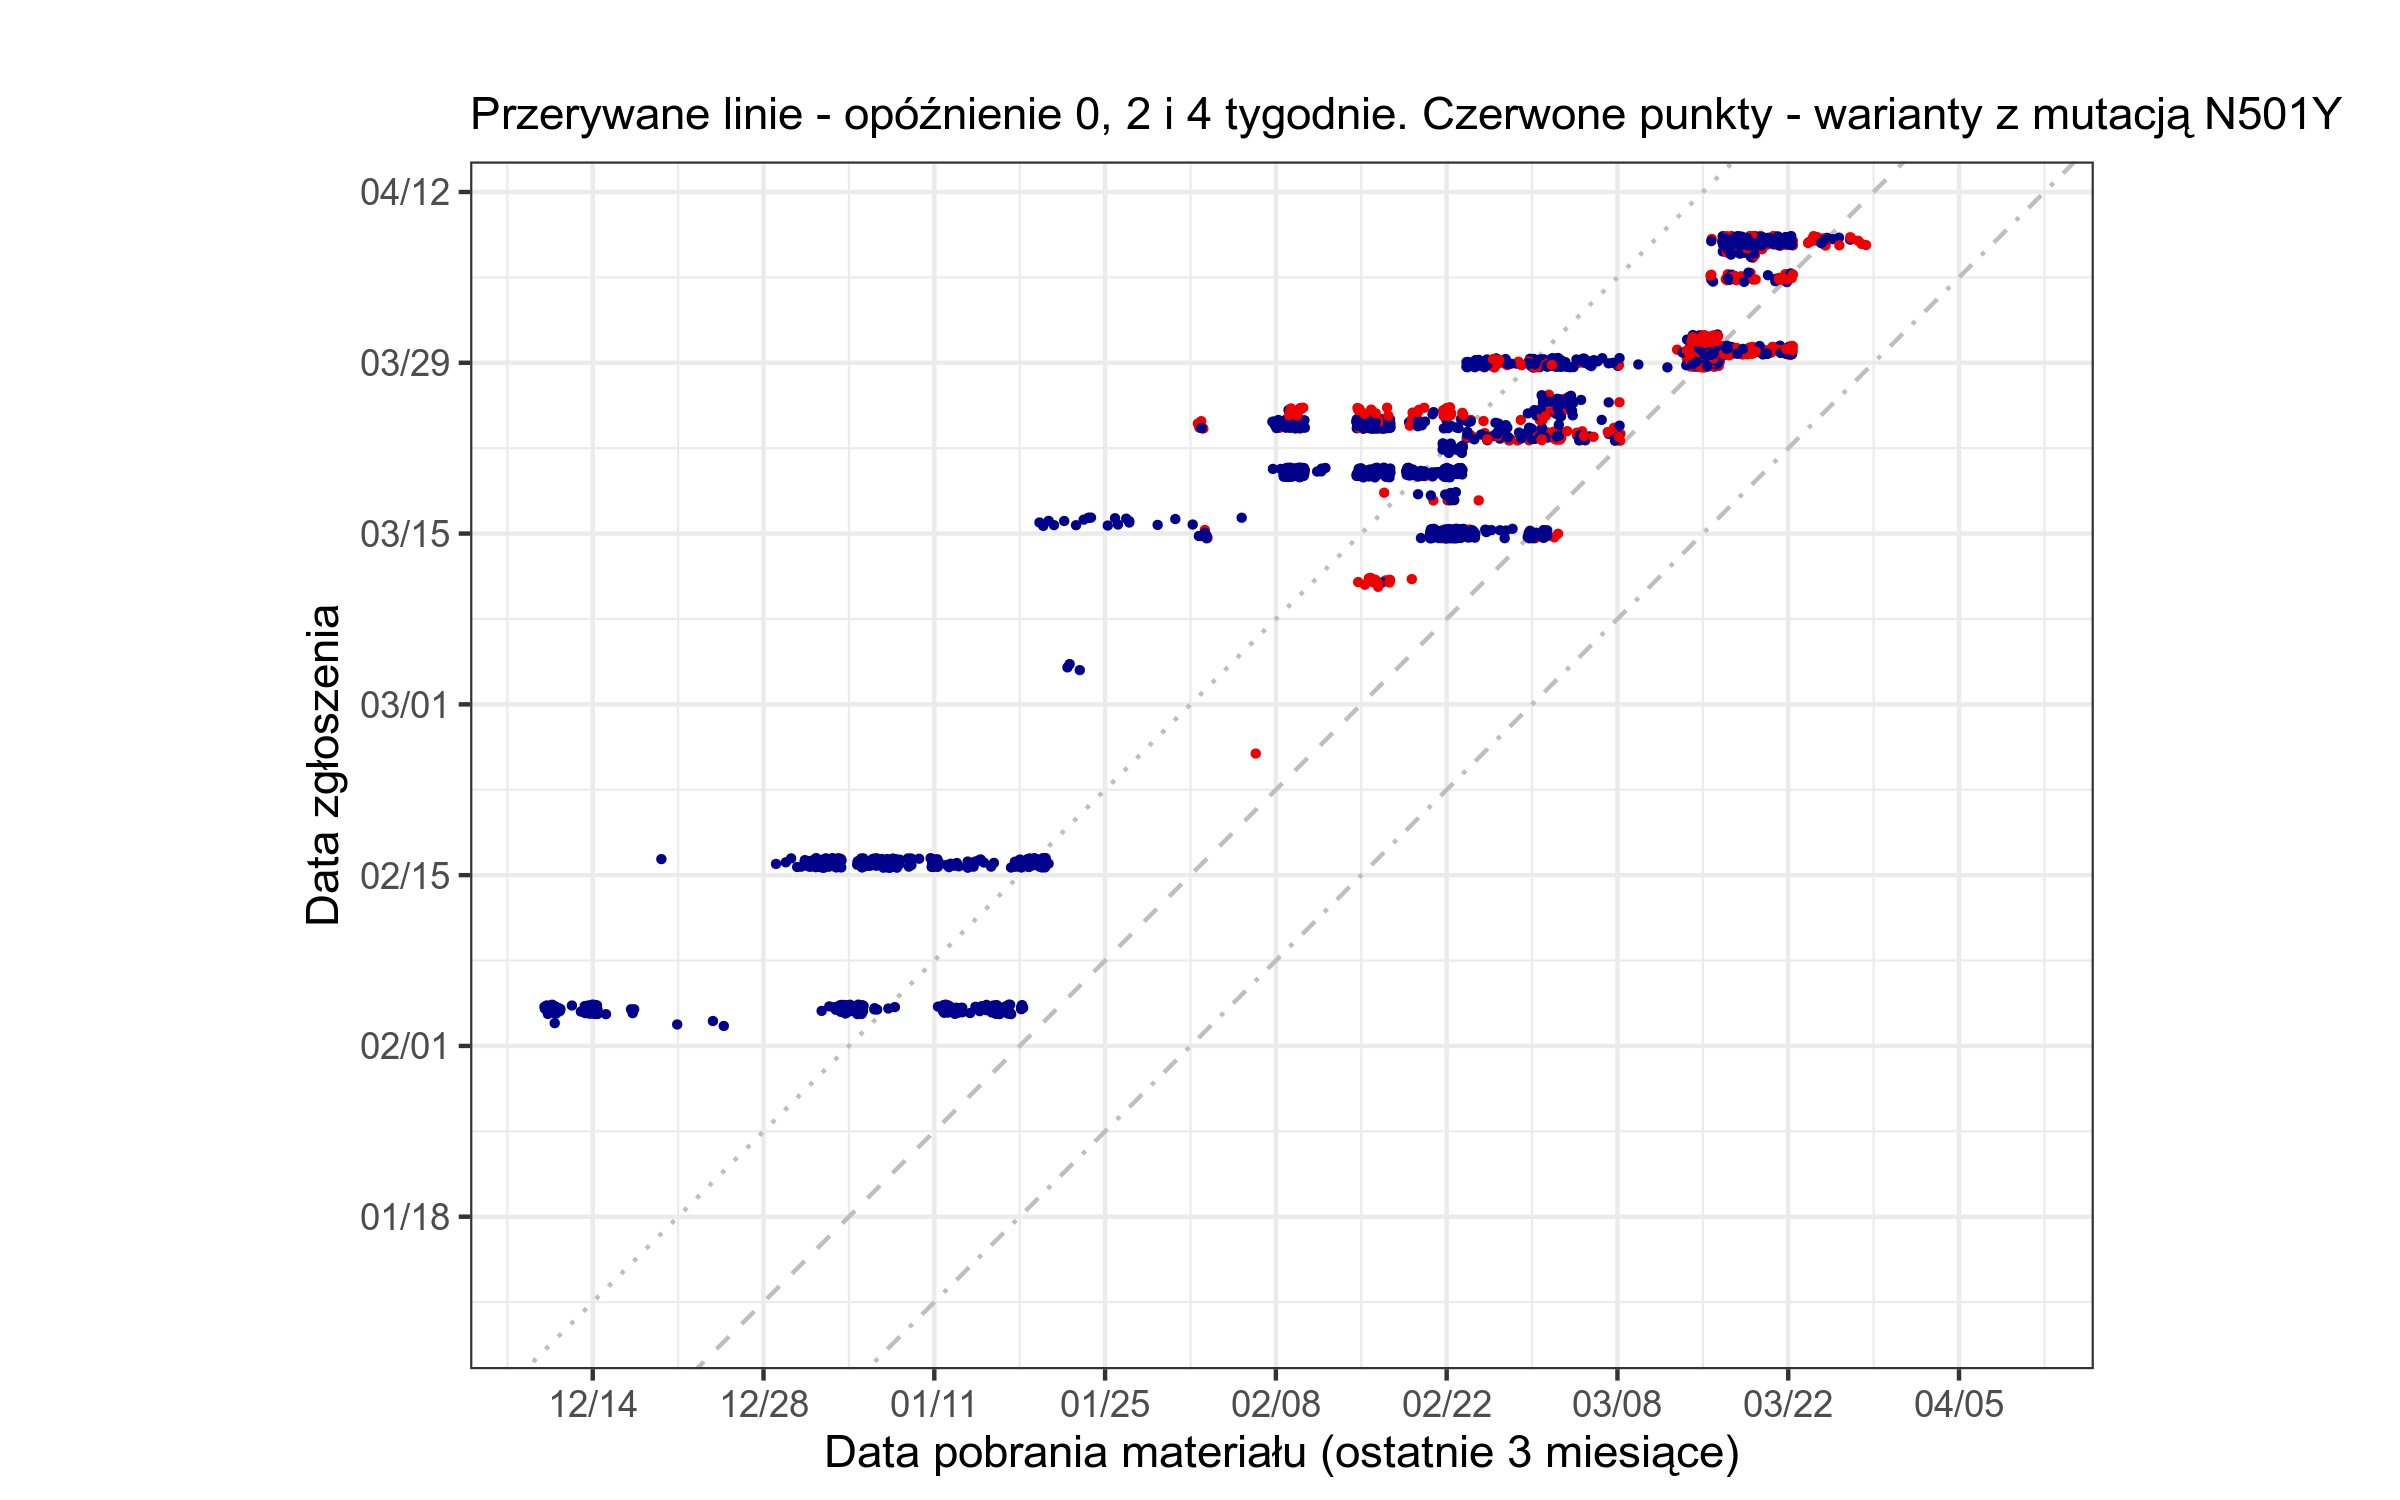 Przerywane linie - opóźnienie 0, 2 i 4 tygodnie. Czerwone punkty - warianty z mutacją N501Y
Data zgłoszenia
04/12
03/29
03/15
03/01
02/15
02/01
01/18
12/14 12/28 01/11 01/25 02/08 02/22 03/08 03/22 04/05
Data pobrania materiału (ostatnie 3 miesiące)